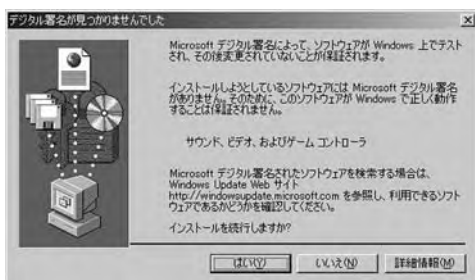 デジタル署名が見つかりませんでした
Microsoft デジタル署名によって、ソフトウェアが Windows 上でテスト
され、その後変更されていないことが保証されます。
インストールしようとしているソフトウェアには Microsoft デジタル署名
がありません。そのために、このソフトウェアが Windows で正しく動作
することは保証されません。
サウンド、ビデオ、およびゲーム コントローラ
Microsoft デジタル署名されたソフトウェアを検索する場合は、
Windows Update Web サイト
http://windowsupdate.microsoft.com を参照し、利用できるソフト
ウェアであるかどうかを確認してください。
インストールを続行しますか?
はい(Y) いいえ(N) 詳細情報(M)